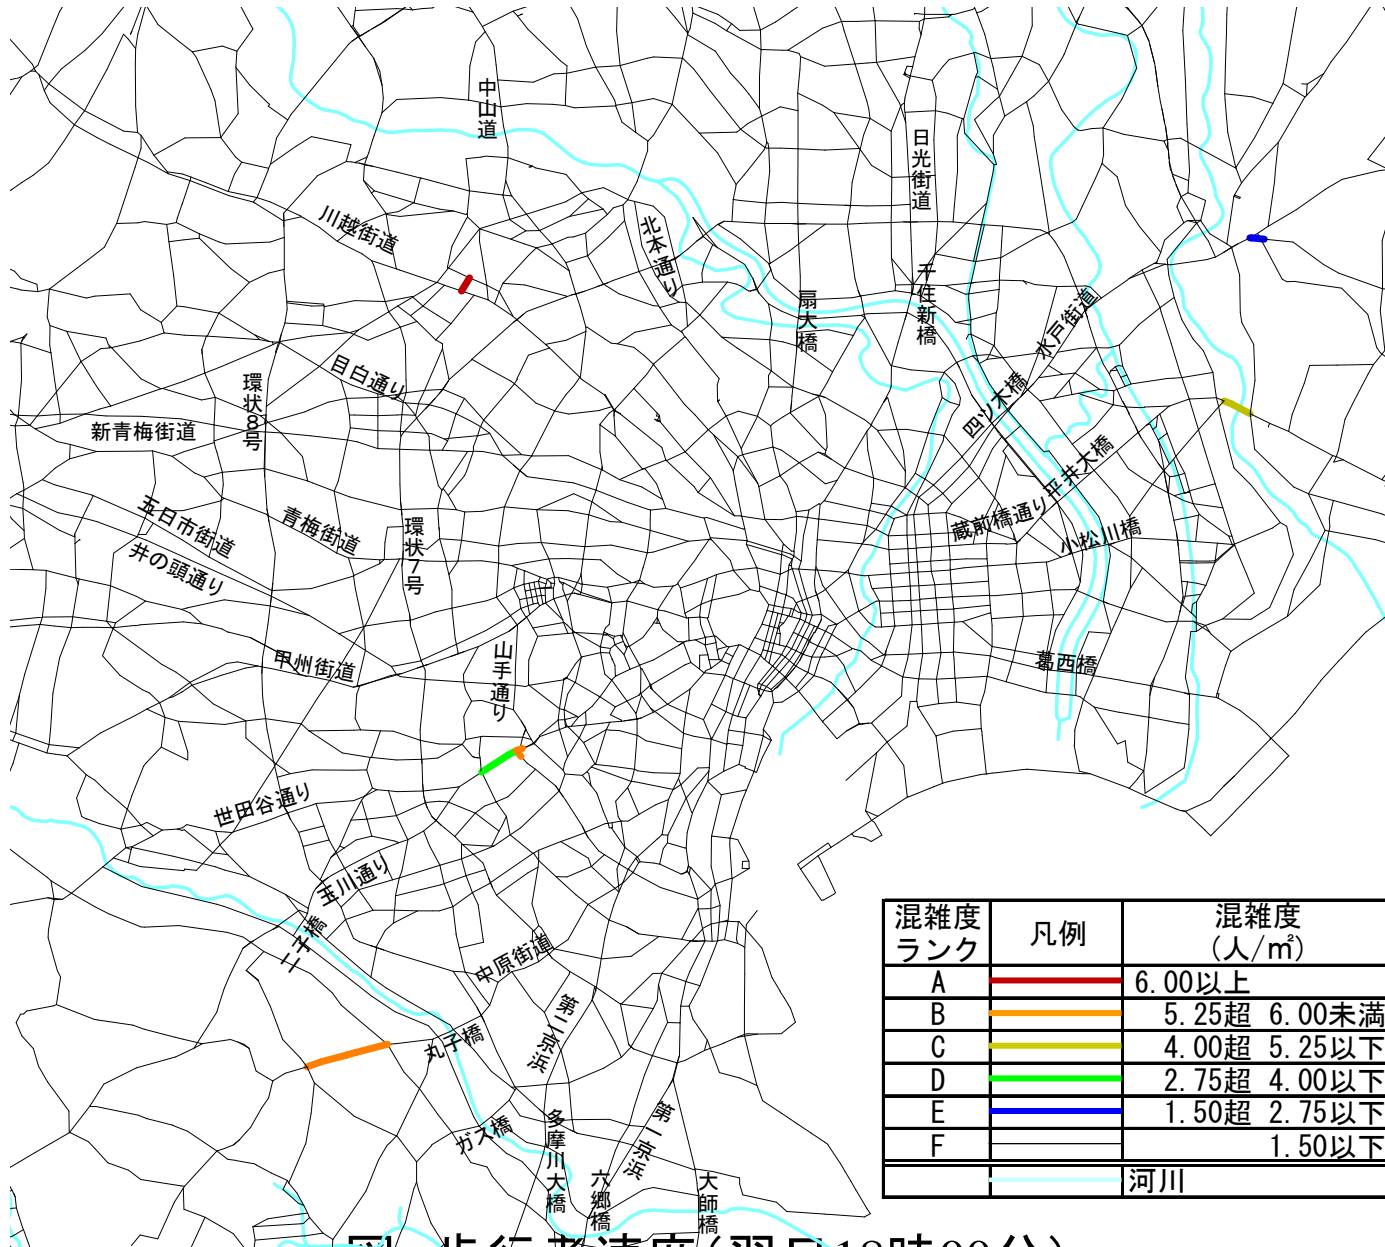 中山道
日光街道
川越街道
北本通り
千住新橋
扇大橋
水戸街道
目白通り
環状8号
四ツ木橋
新青梅街道
平井大橋
五日市街道
青梅街道
環状7号
蔵前橋通り
小松川橋
井の頭通り
甲州街道
山手通り
葛西橋
世田谷通り
玉川通り
二子橋
中原街道
第二京浜
丸子橋
ガス橋
多摩川大橋
第一京浜
六郷橋
大師橋
混雑度ランク 凡例 混雑度(人/㎡)
A 6.00以上
B 5.25超 6.00未満
C 4.00超 5.25以下
D 2.75超 4.00以下
E 1.50超 2.75以下
F 1.50以下
河川